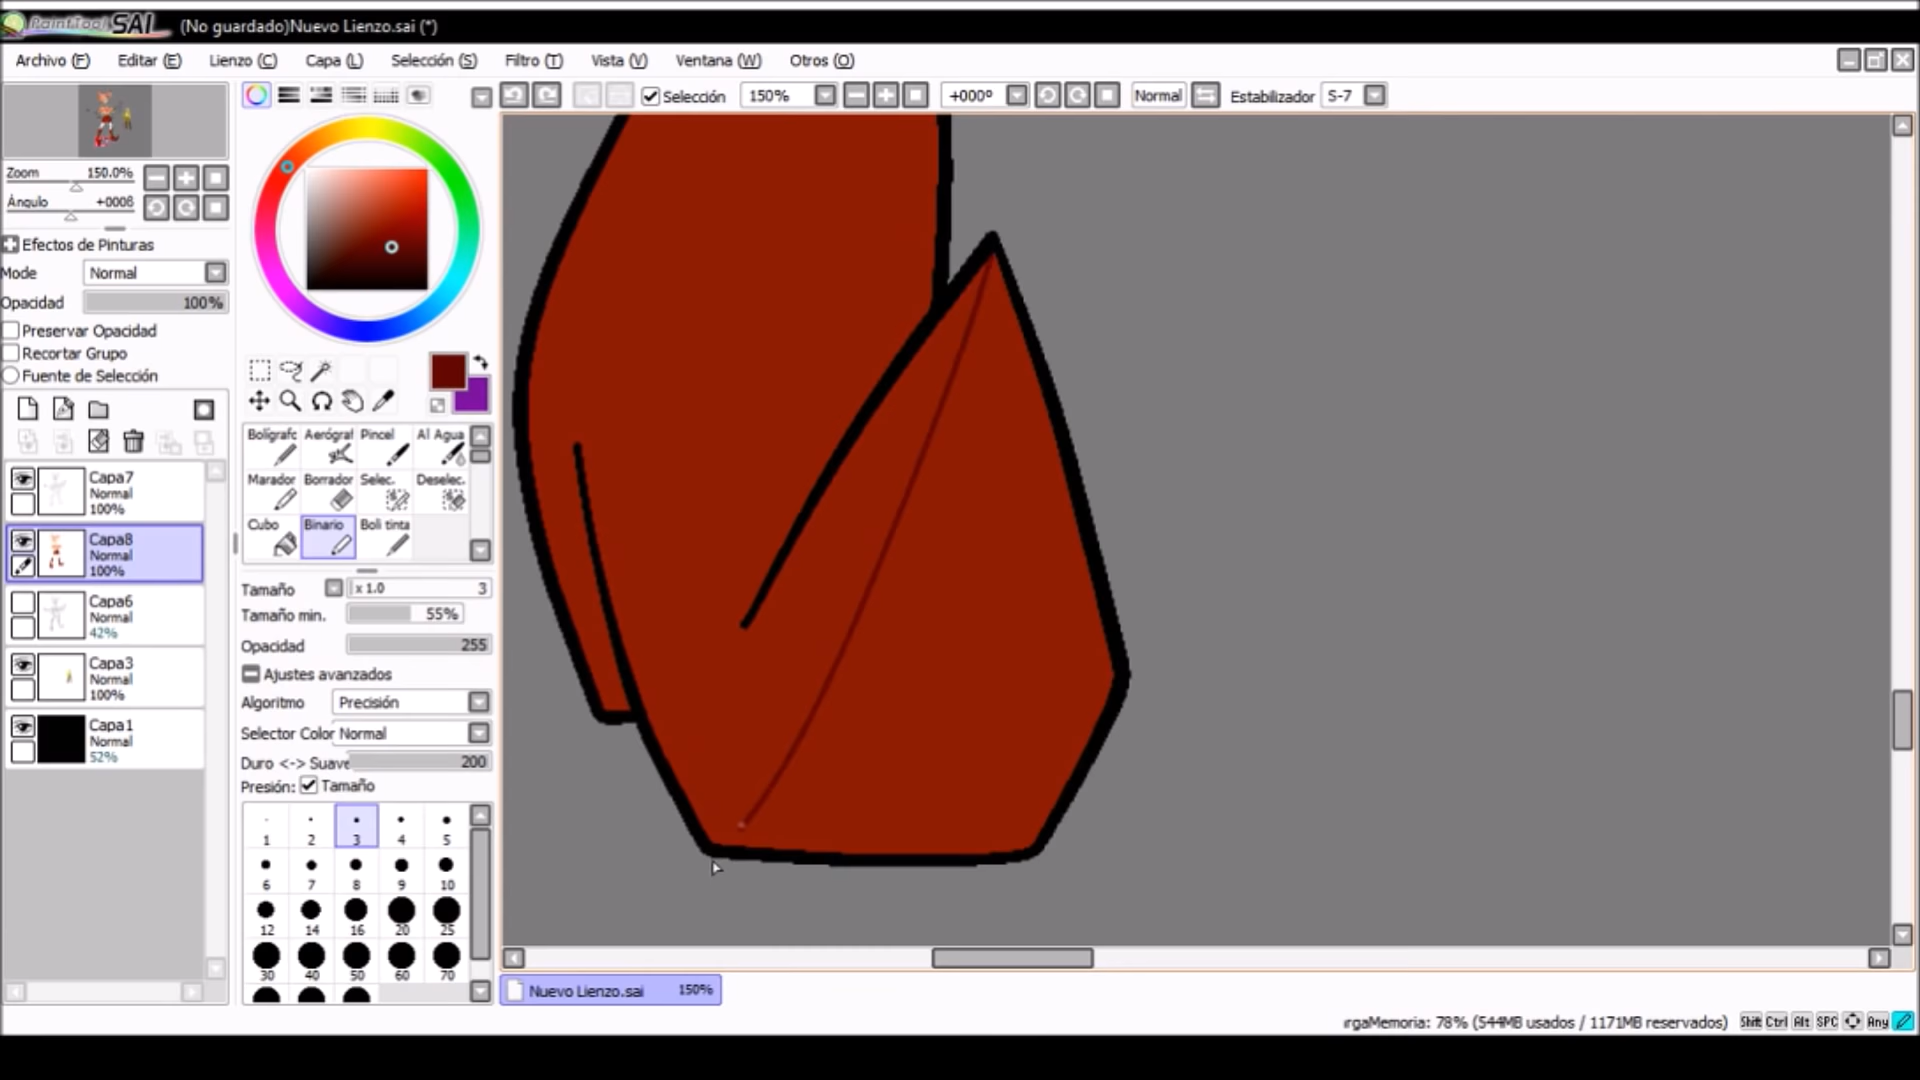 PaintTool SAI (No guardado)Nuevo Lienzo.sai (*)
Archivo (F) Editar (E) Lienzo (C) Capa (L) Selección (S) Filtro (T) Vista (V) Ventana (W) Otros (O)
Selección 150% +000º Normal Estabilizador S-7
Zoom 150.0%
Ángulo +000ß
Efectos de Pinturas
Mode Normal
Opacidad 100%
Preservar Opacidad
Recortar Grupo
Fuente de Selección
Capa7
Normal
100%
Capa8
Normal
100%
Capa6
Normal
42%
Capa3
Normal
100%
Capa1
Normal
52%
Bolígrafc Aerógraf Pincel Al Agua
Marador Borrador Selec. Deselec.
Cubo Binario Boli tinta
Tamaño x 1.0 3
Tamaño min. 55%
Opacidad 255
Ajustes avanzados
Algoritmo Precisión
Selector Color Normal
Duro <-> Suave 200
Presión: Tamaño
1 2 3 4 5
6 7 8 9 10
12 14 16 20 25
30 40 50 60 70
Nuevo Lienzo.sai 150%
ırgaMemoria: 78% (544MB usados / 1171MB reservados) Shift Ctrl Alt SPC Any